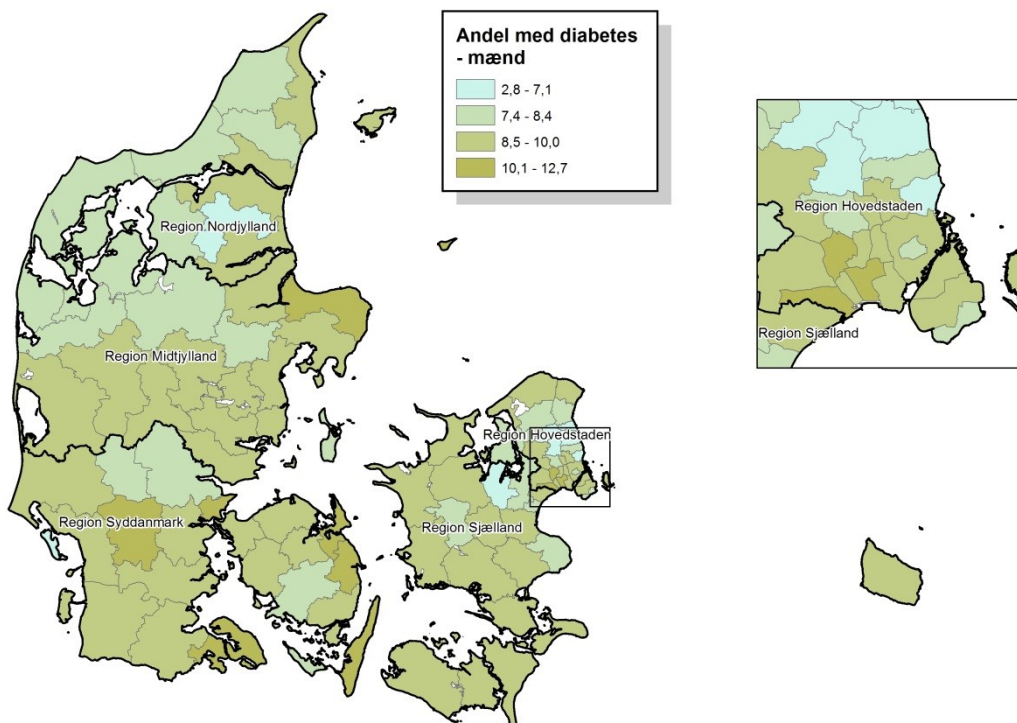 Andel med diabetes
- mænd
2,8 - 7,1
7,4 - 8,4
8,5 - 10,0
10,1 - 12,7
Region Nordjylland
Region Hovedstaden
Region Sjælland
Region Midtjylland
Region Hovedstaden
Region Syddanmark
Region Sjælland